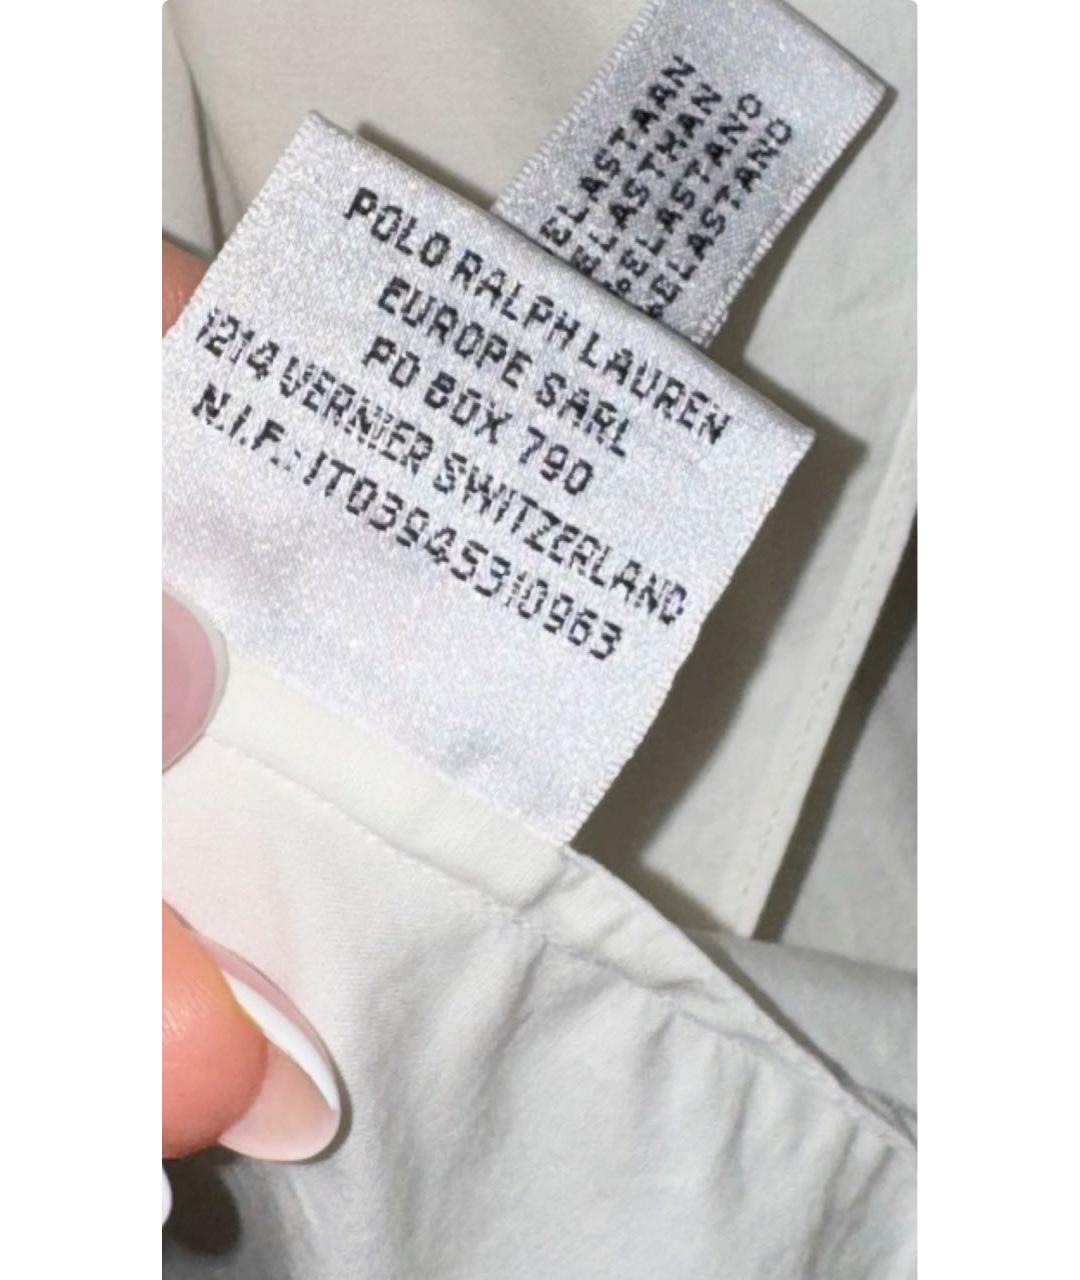 POLO RALPH LAUREN
EUROPE SARL
PO BOX 790
1214 VERNIER SWITZERLAND
N.I.F.: IT03945310963
ELASTAAN
ELASTHAN
ELASTANO
ELASTANO